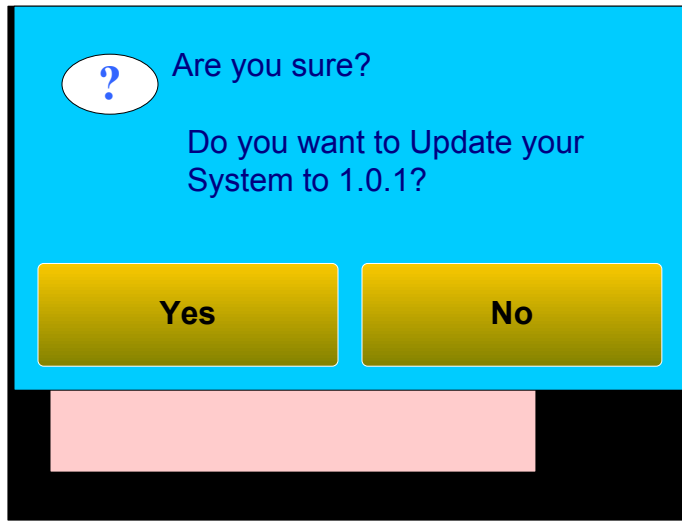 ?
Are you sure?
Do you want to Update your
System to 1.0.1?
Yes
No